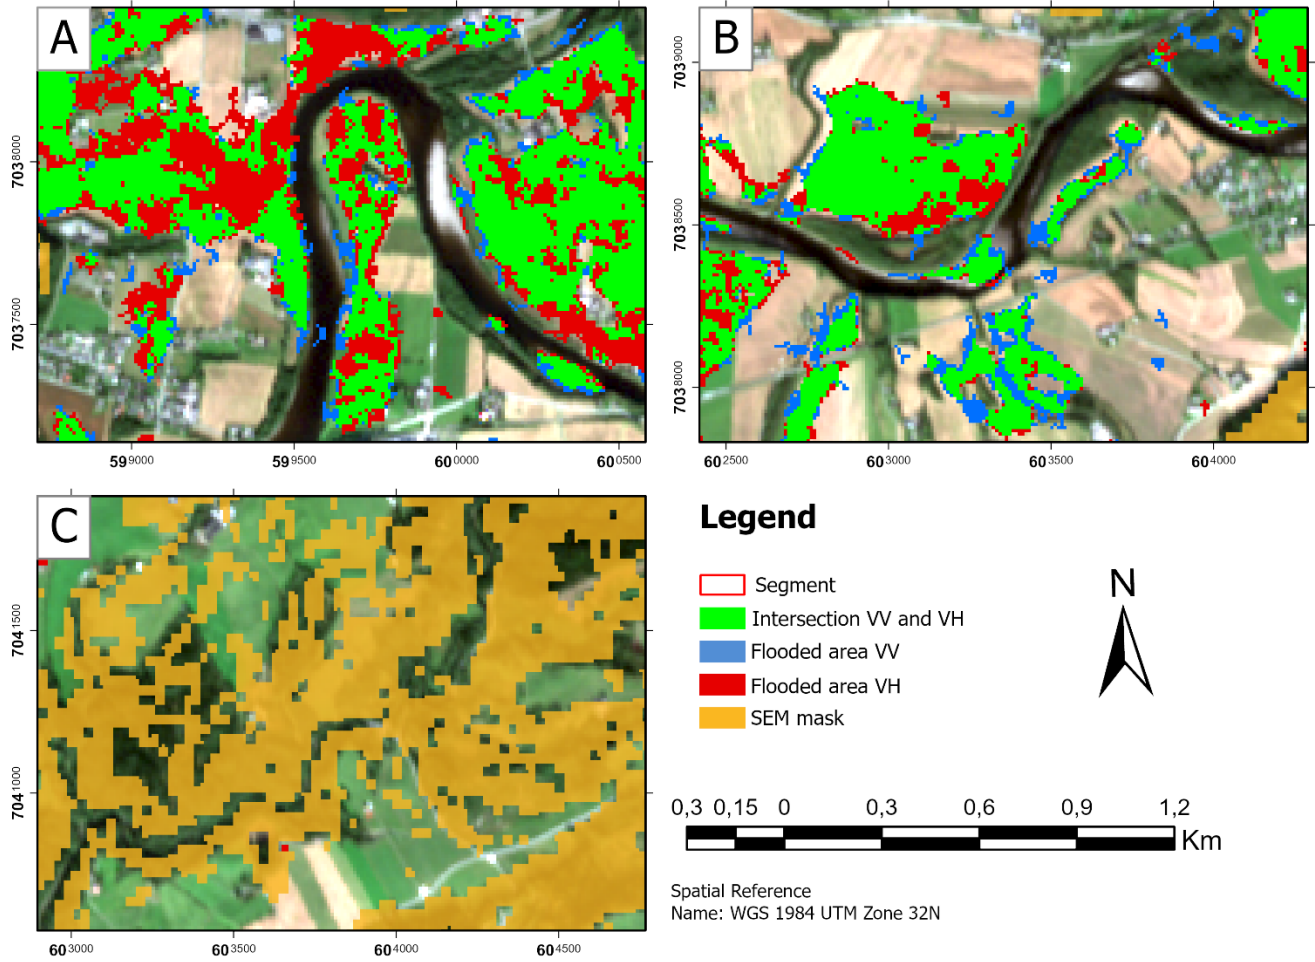 A
7038000
7037500
599000
599500
600000
600500
B
7039000
7038500
7038000
602500
603000
603500
604000
C
7041500
7041000
603000
603500
604000
604500
Legend
Segment
Intersection VV and VH
Flooded area VV
Flooded area VH
SEM mask
N
0,3 0,15 0 0,3 0,6 0,9 1,2
Km
Spatial Reference
Name: WGS 1984 UTM Zone 32N